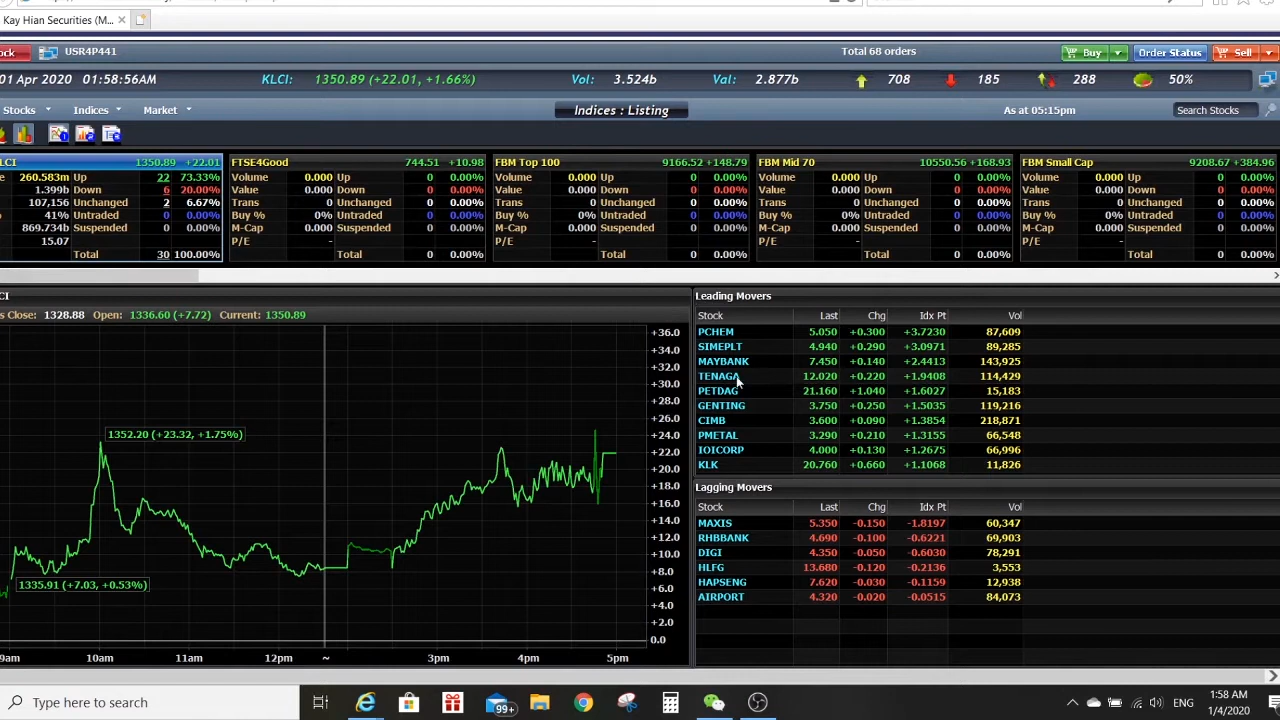 Kay Hian Securities (M...
ock USR4P441 Total 68 orders Buy Order Status Sell
01 Apr 2020 01:58:56AM KLCI: 1350.89 (+22.01, +1.66%) Vol: 3.524b Val: 2.877b 708 185 288 50%
Stocks Indices Market Indices : Listing As at 05:15pm Search Stocks
LCI 1350.89 +22.01 FTSE4Good 744.51 +10.98 FBM Top 100 9166.52 +148.79 FBM Mid 70 10550.56 +168.93 FBM Small Cap 9208.67 +384.96
260.583m Up 22 73.33% Volume 0.000 Up 0 0.00% Volume 0.000 Up 0 0.00% Volume 0.000 Up 0 0.00% Volume 0.000 Up 0 0.00%
1.399b Down 6 20.00% Value 0.000 Down 0 0.00% Value 0.000 Down 0 0.00% Value 0.000 Down 0 0.00% Value 0.000 Down 0 0.00%
107,156 Unchanged 2 6.67% Trans 0 Unchanged 0 0.00% Trans 0 Unchanged 0 0.00% Trans 0 Unchanged 0 0.00% Trans 0 Unchanged 0 0.00%
41% Untraded 0 0.00% Buy % 0% Untraded 0 0.00% Buy % 0% Untraded 0 0.00% Buy % 0% Untraded 0 0.00% Buy % 0% Untraded 0 0.00%
869.734b Suspended 0 0.00% M-Cap 0.000 Suspended 0 0.00% M-Cap 0.000 Suspended 0 0.00% M-Cap 0.000 Suspended 0 0.00% M-Cap 0.000 Suspended 0 0.00%
15.07 P/E - P/E - P/E - P/E -
Total 30 100.00% Total 0 0.00% Total 0 0.00% Total 0 0.00% Total 0 0.00%
CI
s Close: 1328.88 Open: 1336.60 (+7.72) Current: 1350.89
+36.0
+34.0
+32.0
+30.0
+28.0
+26.0
1352.20 (+23.32, +1.75%) +24.0
+22.0
+20.0
+18.0
+16.0
+14.0
+12.0
+10.0
+8.0
1335.91 (+7.03, +0.53%) +6.0
+4.0
+2.0
0.0
9am 10am 11am 12pm ~ 3pm 4pm 5pm
Leading Movers
Stock Last Chg Idx Pt Vol
PCHEM 5.050 +0.300 +3.7230 87,609
SIMEPLT 4.940 +0.290 +3.0971 89,285
MAYBANK 7.450 +0.140 +2.4413 143,925
TENAGA 12.020 +0.220 +1.9408 114,429
PETDAG 21.160 +1.040 +1.6027 15,183
GENTING 3.750 +0.250 +1.5035 119,216
CIMB 3.600 +0.090 +1.3854 218,871
PMETAL 3.290 +0.210 +1.3155 66,548
IOICORP 4.000 +0.130 +1.2675 66,996
KLK 20.760 +0.660 +1.1068 11,826
Lagging Movers
Stock Last Chg Idx Pt Vol
MAXIS 5.350 -0.150 -1.8197 60,347
RHBBANK 4.690 -0.100 -0.6221 69,903
DIGI 4.350 -0.050 -0.6030 78,291
HLFG 13.680 -0.120 -0.2136 3,553
HAPSENG 7.620 -0.030 -0.1159 12,938
AIRPORT 4.320 -0.020 -0.0515 84,073
Type here to search 99+ ENG 1:58 AM
1/4/2020